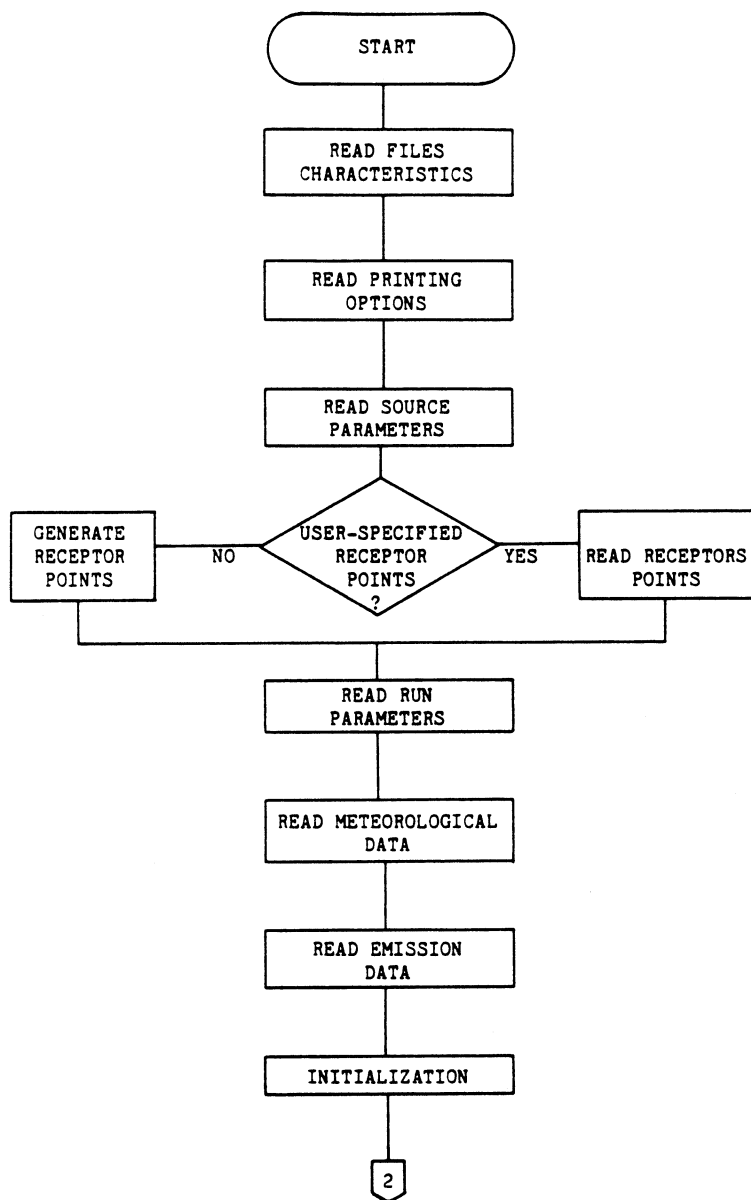 START
READ FILES
CHARACTERISTICS
READ PRINTING
OPTIONS
READ SOURCE
PARAMETERS
GENERATE
RECEPTOR
POINTS
NO
USER-SPECIFIED
RECEPTOR
POINTS
?
YES
READ RECEPTORS
POINTS
READ RUN
PARAMETERS
READ METEOROLOGICAL
DATA
READ EMISSION
DATA
INITIALIZATION
2